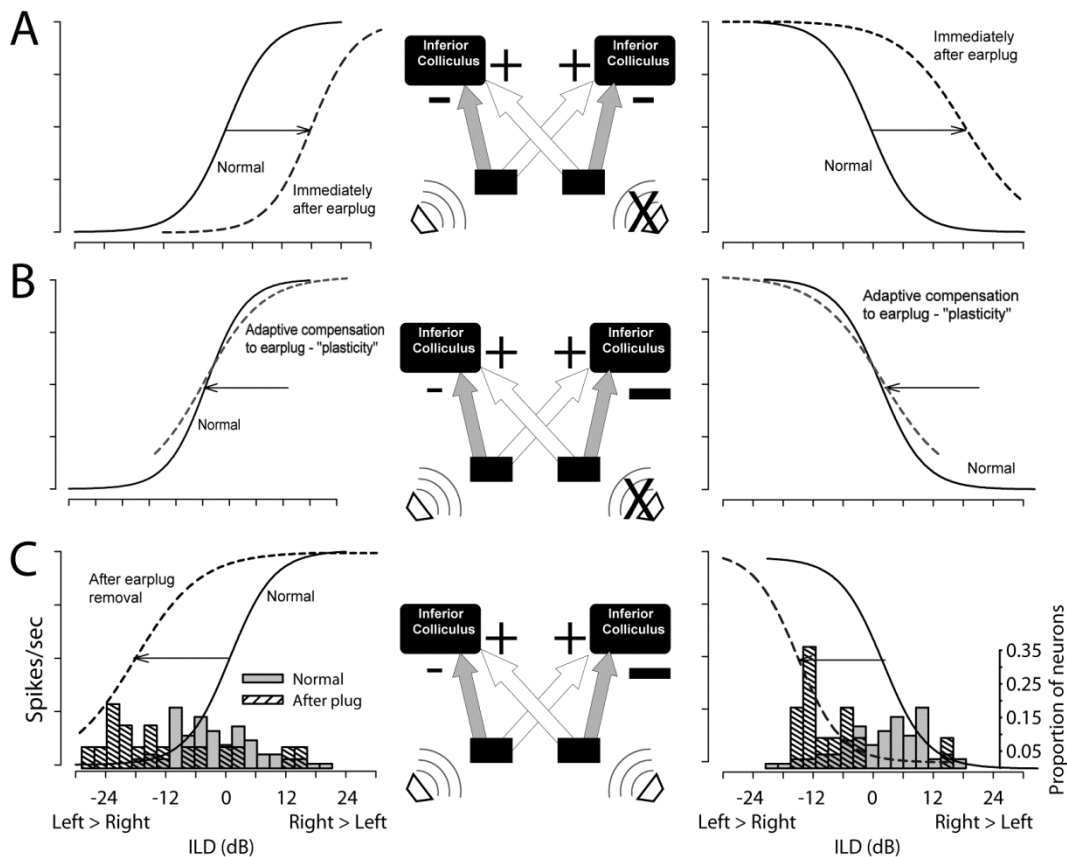 A
Normal
Immediately
after earplug
Inferior
Colliculus
+
+
Inferior
Colliculus
-
-
X
Immediately
after earplug
Normal
B
Adaptive compensation
to earplug - "plasticity"
Normal
Inferior
Colliculus
+
+
Inferior
Colliculus
-
-
X
Adaptive compensation
to earplug - "plasticity"
Normal
C
After earplug
removal
Normal
Normal
After plug
Spikes/sec
-24 -12 0 12 24
Left > Right Right > Left
ILD (dB)
Inferior
Colliculus
+
+
Inferior
Colliculus
-
-
0.35
0.25
0.15
0.05
Proportion of neurons
-24 -12 0 12 24
Left > Right Right > Left
ILD (dB)